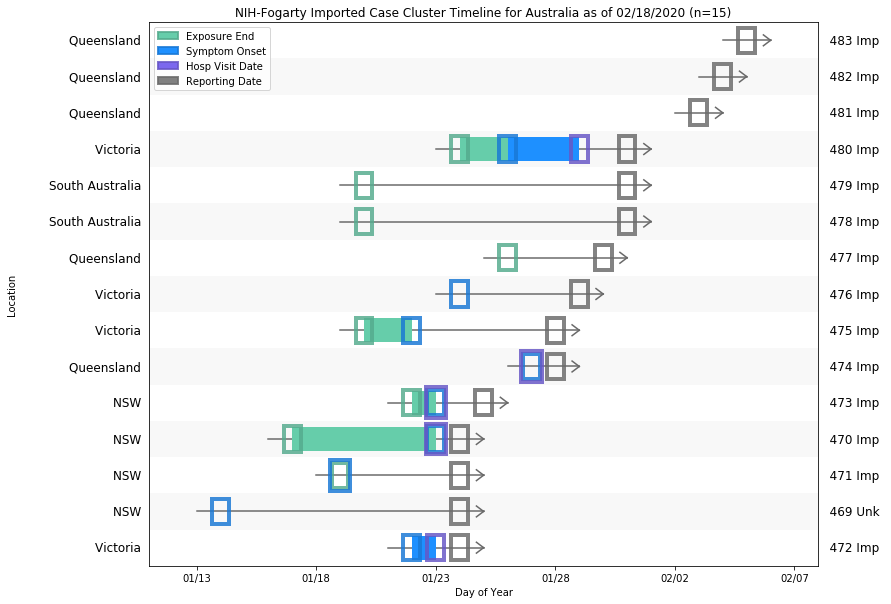 NIH-Fogarty Imported Case Cluster Timeline for Australia as of 02/18/2020 (n=15)
Exposure End
Symptom Onset
Hosp Visit Date
Reporting Date
Queensland 483 Imp
Queensland 482 Imp
Queensland 481 Imp
Victoria 480 Imp
South Australia 479 Imp
South Australia 478 Imp
Queensland 477 Imp
Victoria 476 Imp
Victoria 475 Imp
Queensland 474 Imp
NSW 473 Imp
NSW 470 Imp
NSW 471 Imp
NSW 469 Unk
Victoria 472 Imp
Location
01/13 01/18 01/23 01/28 02/02 02/07
Day of Year